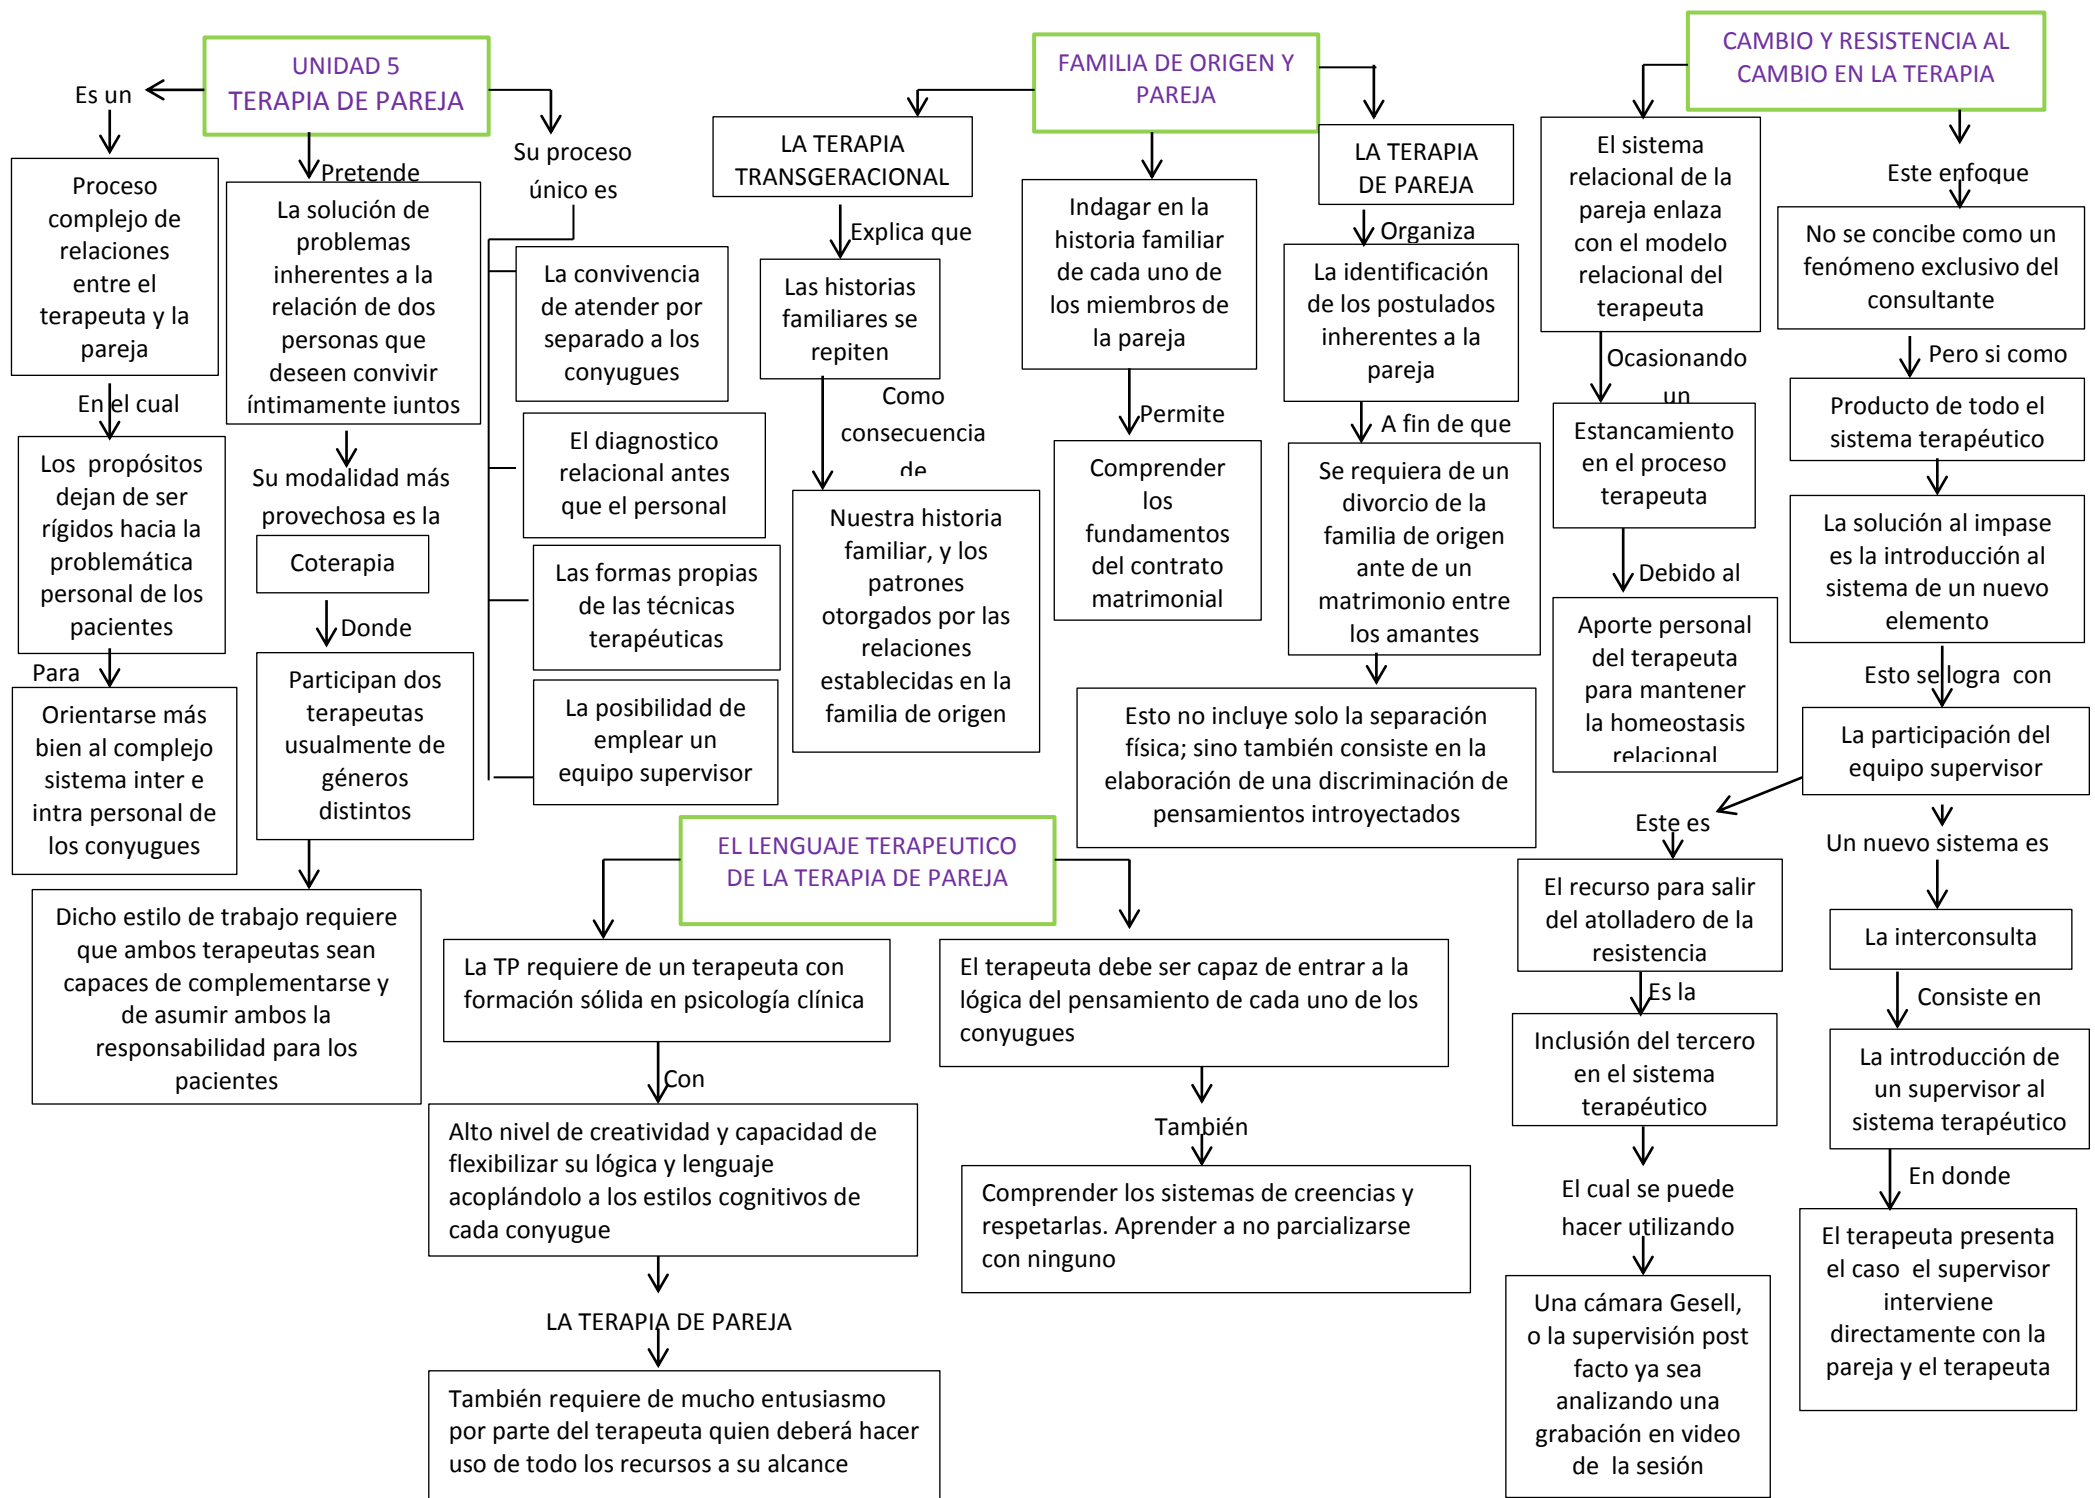 UNIDAD 5
TERAPIA DE PAREJA
Es un
Proceso
complejo de
relaciones
entre el
terapeuta y la
pareja
En el cual
Los propósitos
dejan de ser
rígidos hacia la
problemática
personal de los
pacientes
Para
Orientarse más
bien al complejo
sistema inter e
intra personal de
los conyugues
Pretende
La solución de
problemas
inherentes a la
relación de dos
personas que
deseen convivir
íntimamente juntos
Su modalidad más
provechosa es la
Coterapia
Donde
Participan dos
terapeutas
usualmente de
géneros
distintos
Dicho estilo de trabajo requiere
que ambos terapeutas sean
capaces de complementarse y
de asumir ambos la
responsabilidad para los
pacientes
Su proceso
único es
La convivencia
de atender por
separado a los
conyugues
El diagnostico
relacional antes
que el personal
Las formas propias
de las técnicas
terapéuticas
La posibilidad de
emplear un
equipo supervisor
FAMILIA DE ORIGEN Y
PAREJA
LA TERAPIA
TRANSGERACIONAL
Explica que
Las historias
familiares se
repiten
Como
consecuencia
de
Nuestra historia
familiar, y los
patrones
otorgados por las
relaciones
establecidas en la
familia de origen
Indagar en la
historia familiar
de cada uno de
los miembros de
la pareja
Permite
Comprender
los
fundamentos
del contrato
matrimonial
LA TERAPIA
DE PAREJA
Organiza
La identificación
de los postulados
inherentes a la
pareja
A fin de que
Se requiera de un
divorcio de la
familia de origen
ante de un
matrimonio entre
los amantes
Esto no incluye solo la separación
física; sino también consiste en la
elaboración de una discriminación de
pensamientos introyectados
EL LENGUAJE TERAPEUTICO
DE LA TERAPIA DE PAREJA
La TP requiere de un terapeuta con
formación sólida en psicología clínica
Con
Alto nivel de creatividad y capacidad de
flexibilizar su lógica y lenguaje
acoplándolo a los estilos cognitivos de
cada conyugue
LA TERAPIA DE PAREJA
También requiere de mucho entusiasmo
por parte del terapeuta quien deberá hacer
uso de todo los recursos a su alcance
El terapeuta debe ser capaz de entrar a la
lógica del pensamiento de cada uno de los
conyugues
También
Comprender los sistemas de creencias y
respetarlas. Aprender a no parcializarse
con ninguno
CAMBIO Y RESISTENCIA AL
CAMBIO EN LA TERAPIA
El sistema
relacional de la
pareja enlaza
con el modelo
relacional del
terapeuta
Ocasionando
un
Estancamiento
en el proceso
terapeuta
Debido al
Aporte personal
del terapeuta
para mantener
la homeostasis
relacional
Este enfoque
No se concibe como un
fenómeno exclusivo del
consultante
Pero si como
Producto de todo el
sistema terapéutico
La solución al impase
es la introducción al
sistema de un nuevo
elemento
Esto se logra con
La participación del
equipo supervisor
Este es
El recurso para salir
del atolladero de la
resistencia
Es la
Inclusión del tercero
en el sistema
terapéutico
El cual se puede
hacer utilizando
Una cámara Gesell,
o la supervisión post
facto ya sea
analizando una
grabación en video
de la sesión
Un nuevo sistema es
La interconsulta
Consiste en
La introducción de
un supervisor al
sistema terapéutico
En donde
El terapeuta presenta
el caso el supervisor
interviene
directamente con la
pareja y el terapeuta